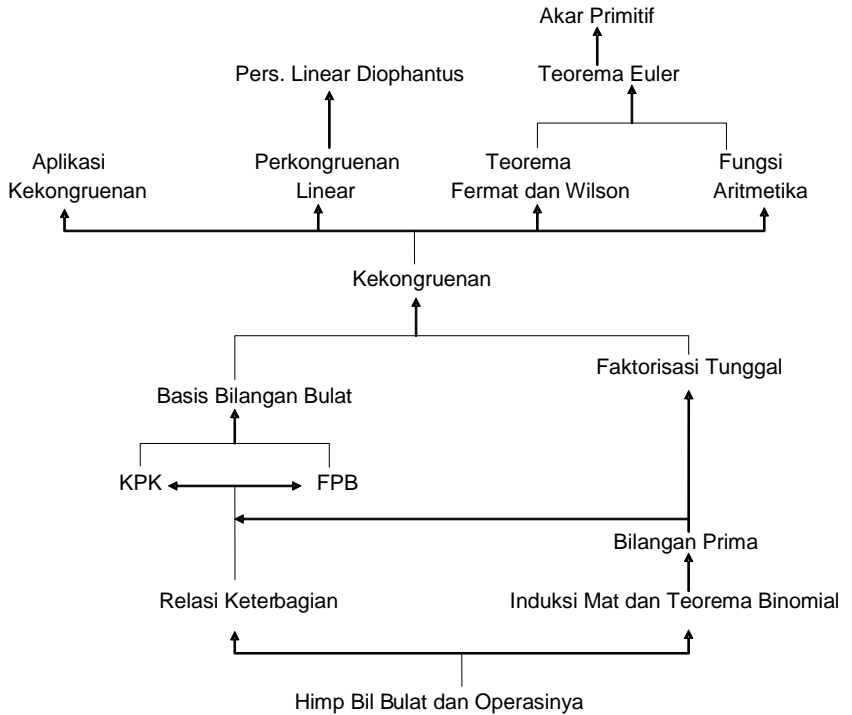 Akar Primitif
Pers. Linear Diophantus
Teorema Euler
Aplikasi
Kekongruenan
Perkongruenan
Linear
Teorema
Fermat dan Wilson
Fungsi
Aritmetika
Kekongruenan
Faktorisasi Tunggal
Basis Bilangan Bulat
KPK
FPB
Bilangan Prima
Relasi Keterbagian
Induksi Mat dan Teorema Binomial
Himp Bil Bulat dan Operasinya